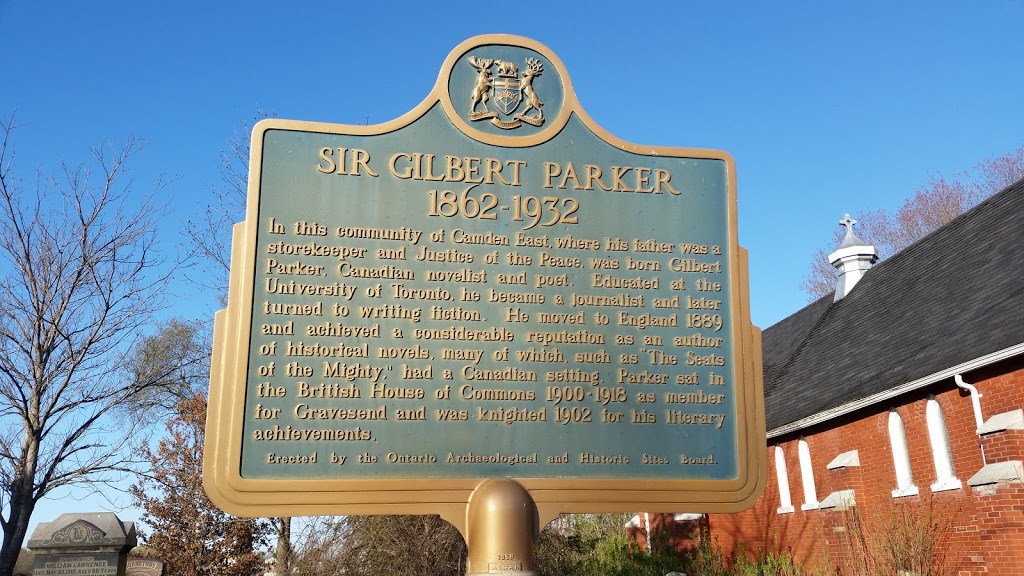 SIR GILBERT PARKER
1862-1932
In this community of Camden East, where his father was a
storekeeper and Justice of the Peace, was born Gilbert
Parker, Canadian novelist and poet. Educated at the
University of Toronto, he became a journalist and later
turned to writing fiction. He moved to England 1889
and achieved a considerable reputation as an author
of historical novels, many of which, such as "The Seats
of the Mighty," had a Canadian setting. Parker sat in
the British House of Commons 1900-1918 as member
for Gravesend and was knighted 1902 for his literary
achievements.
Erected by the Ontario Archaeological and Historic Sites Board.
WILLIAM LAWRENCE